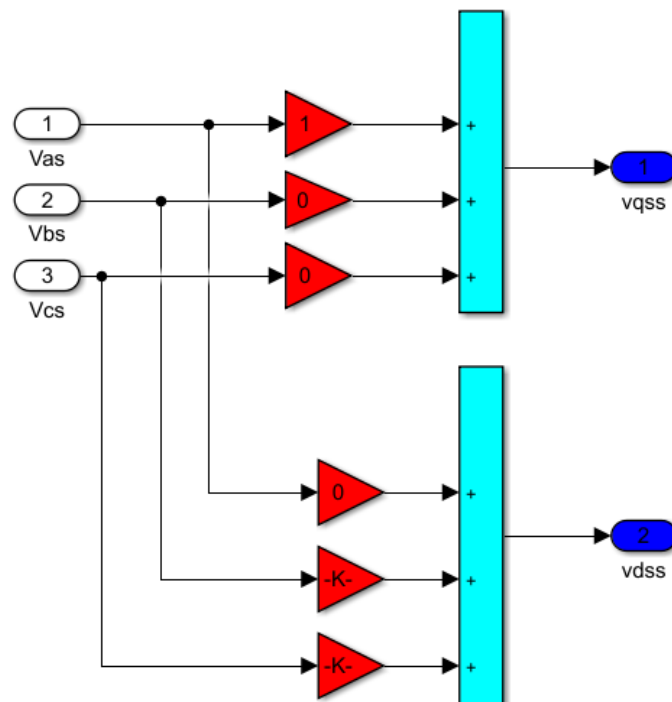 1
Vas
2
Vbs
3
Vcs
1
0
0
+
+
+
1
vqss
0
-K-
-K-
+
+
+
2
vdss